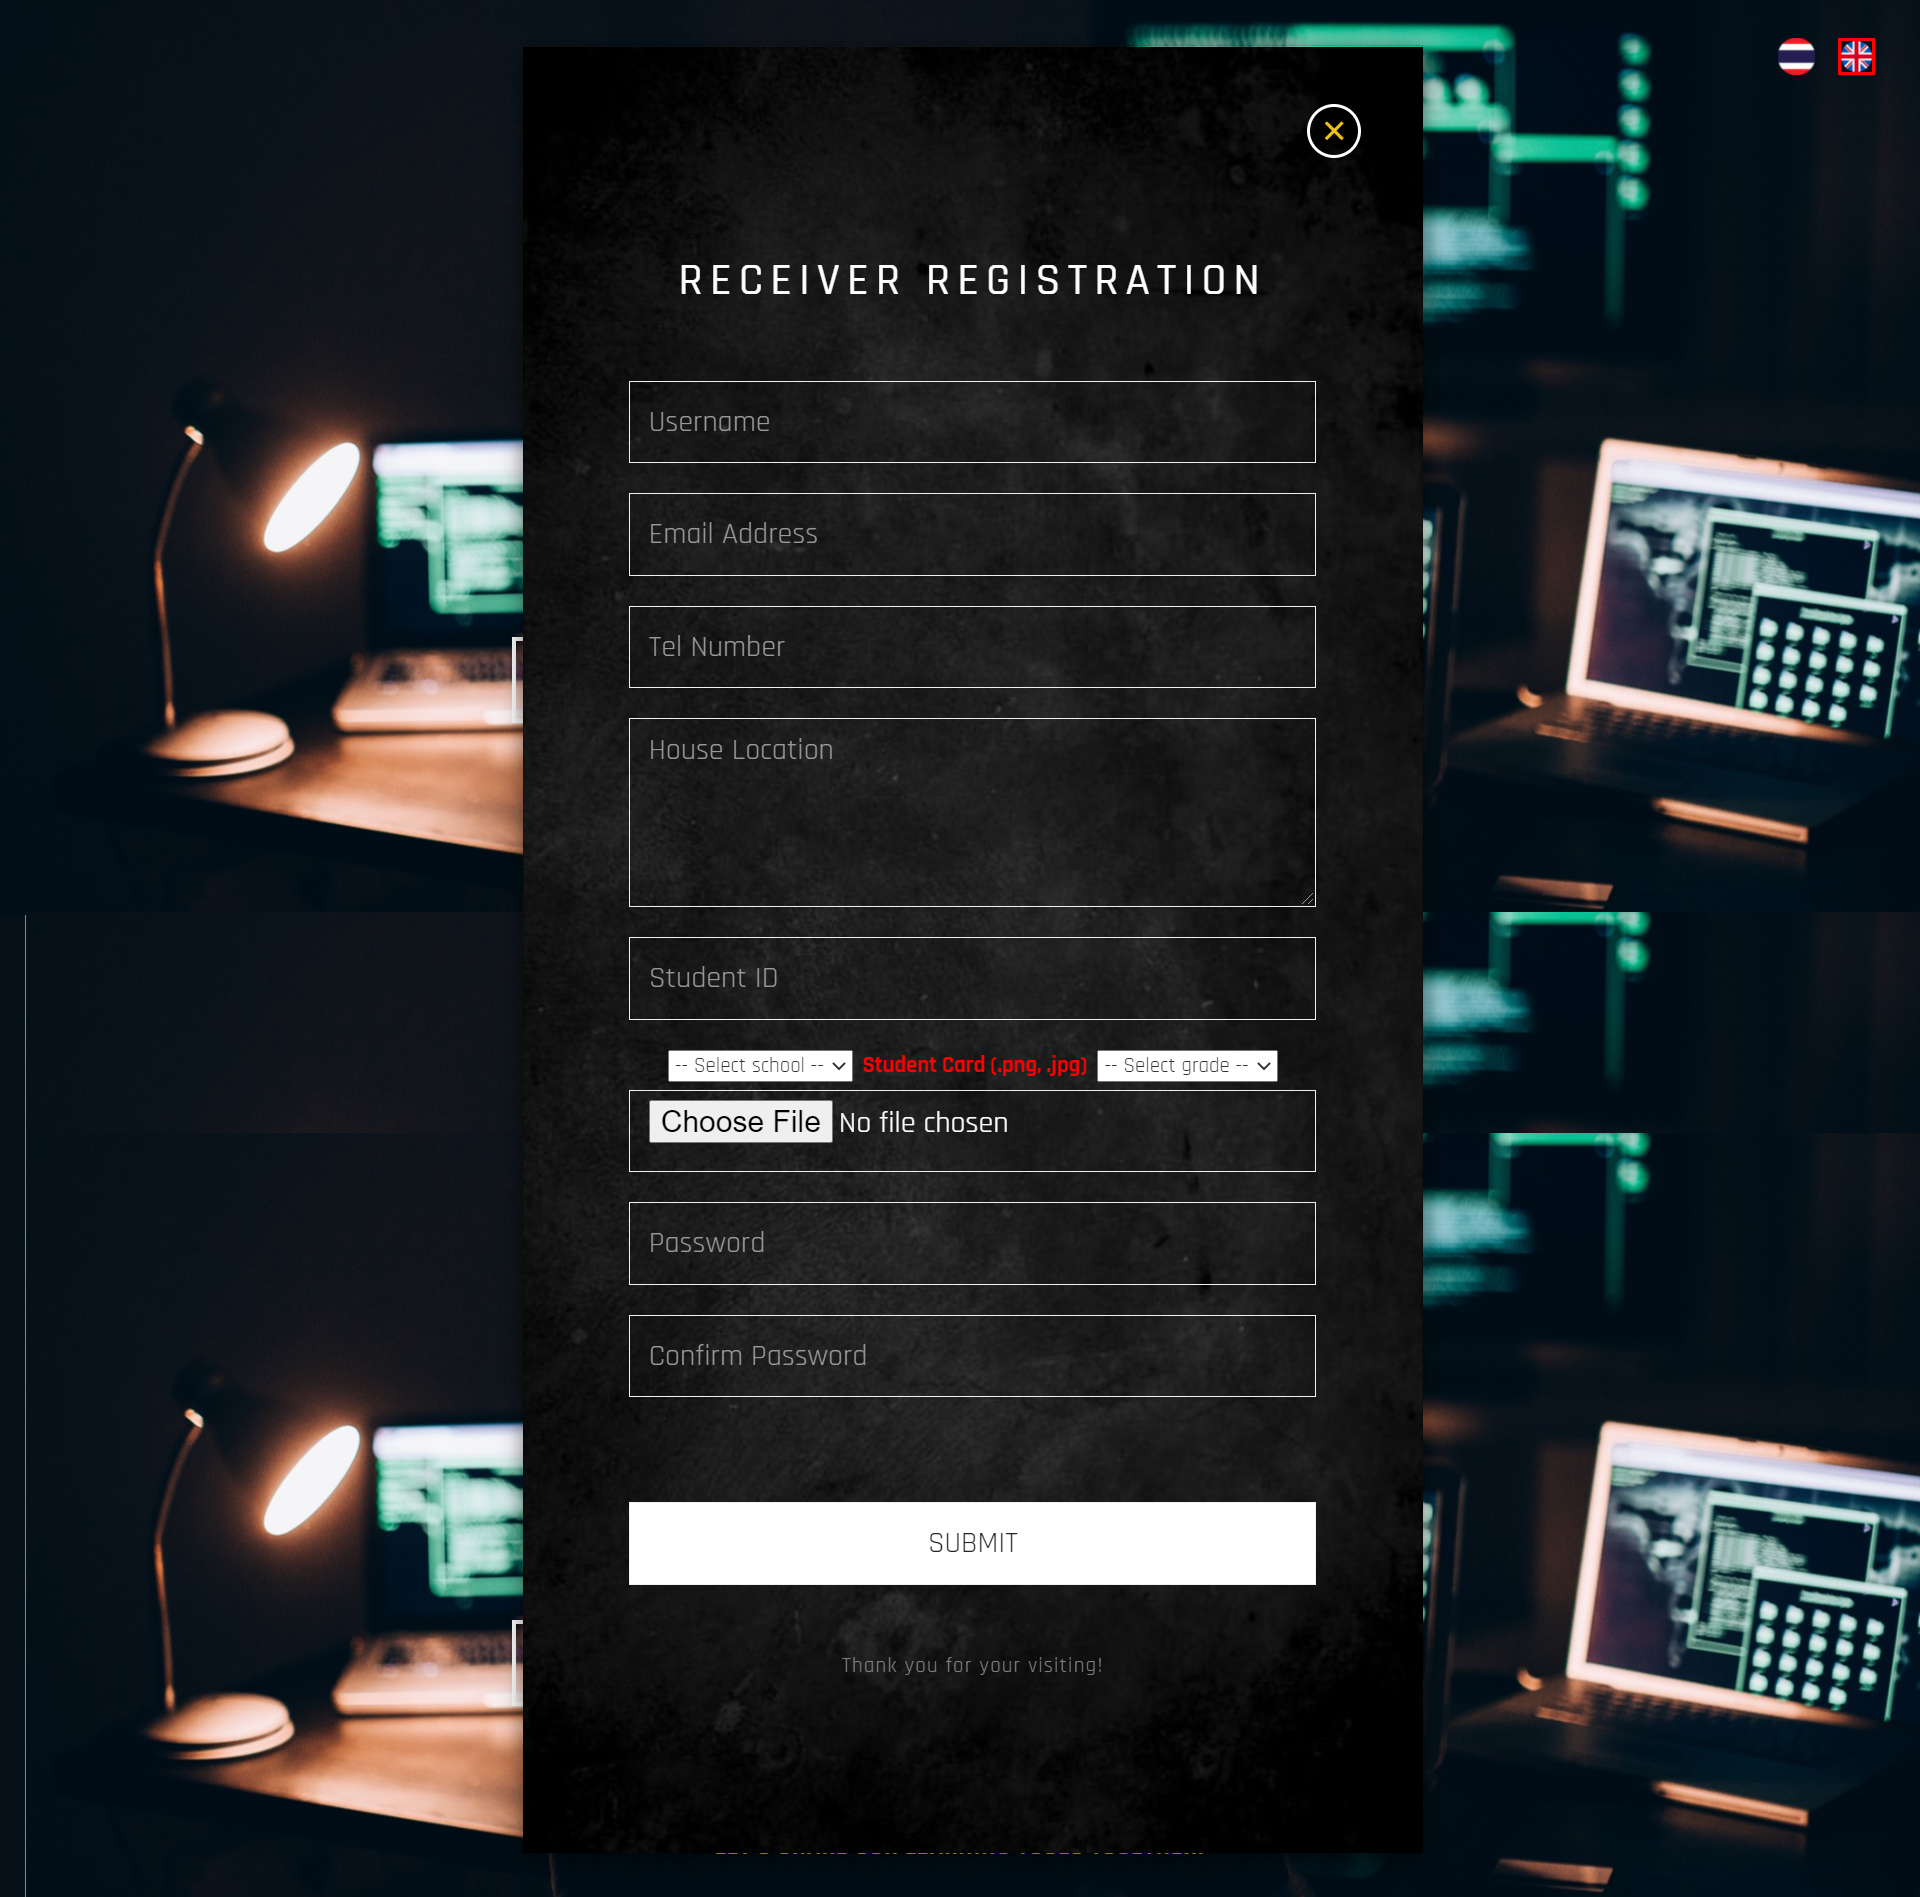 RECEIVER REGISTRATION
Username
Email Address
Tel Number
House Location
Student ID
-- Select school -- Student Card (.png, .jpg) -- Select grade --
Choose File No file chosen
Password
Confirm Password
SUBMIT
Thank you for your visiting!